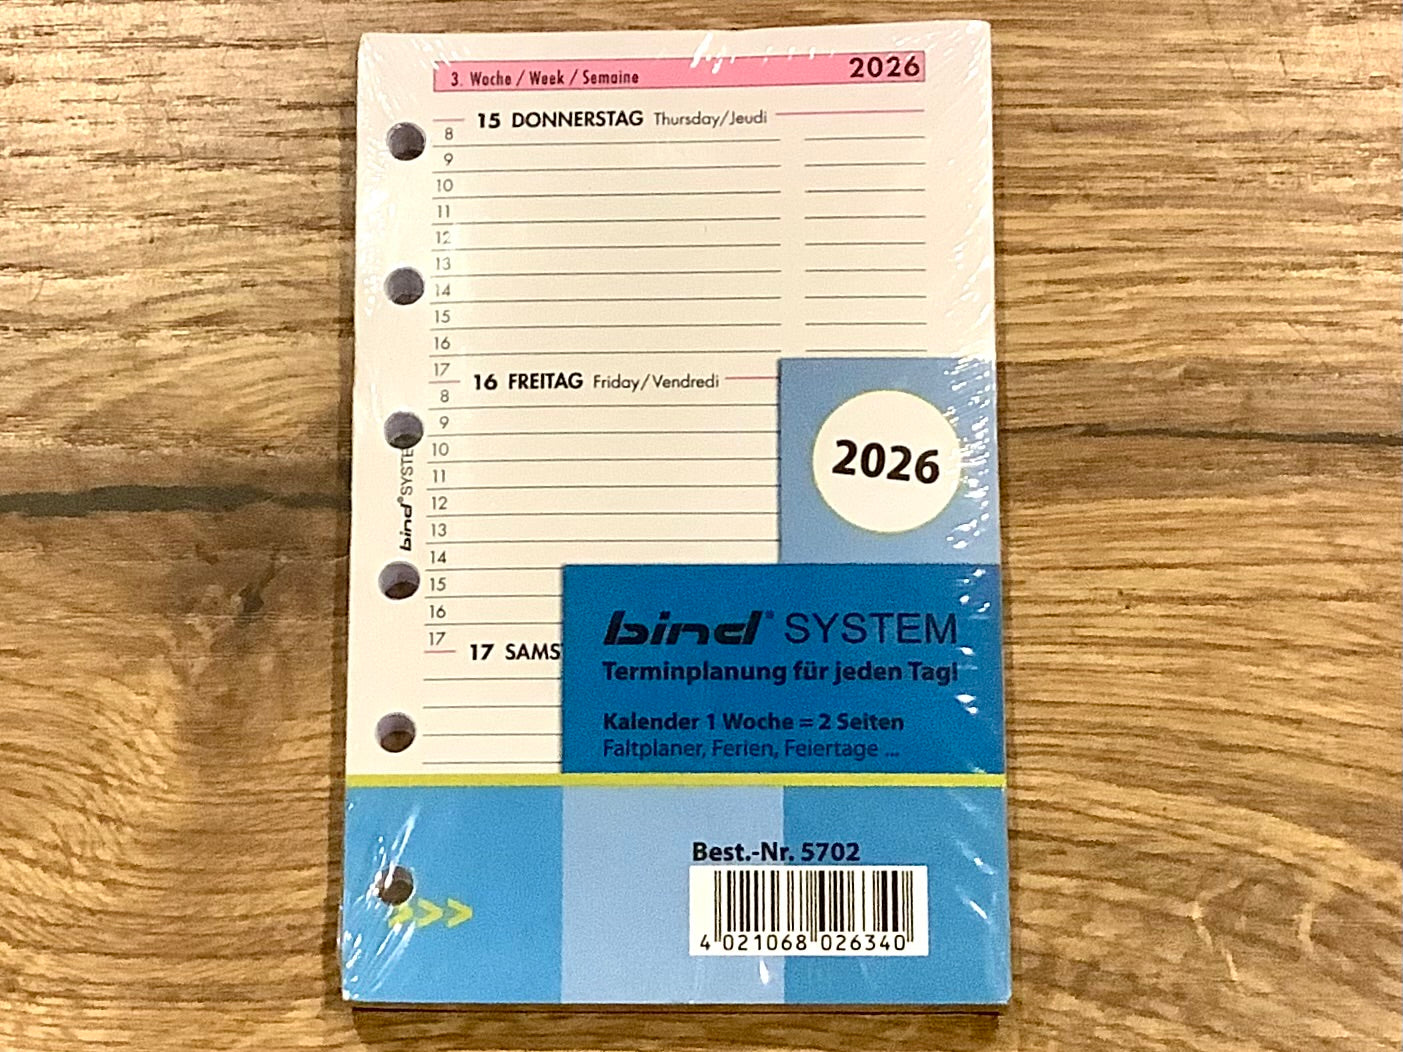 3. Woche / Week / Semaine 2026
15 DONNERSTAG Thursday/Jeudi
8
9
10
11
12
13
14
15
16
17
16 FREITAG Friday/Vendredi
8
9
10
11
12
13
14
15
16
17
17 SAMS
bind® SYSTE
2026
bind® SYSTEM
Terminplanung für jeden Tag!
Kalender 1 Woche = 2 Seiten
Faltplaner, Ferien, Feiertage ...
Best.-Nr. 5702
4 021068 026340